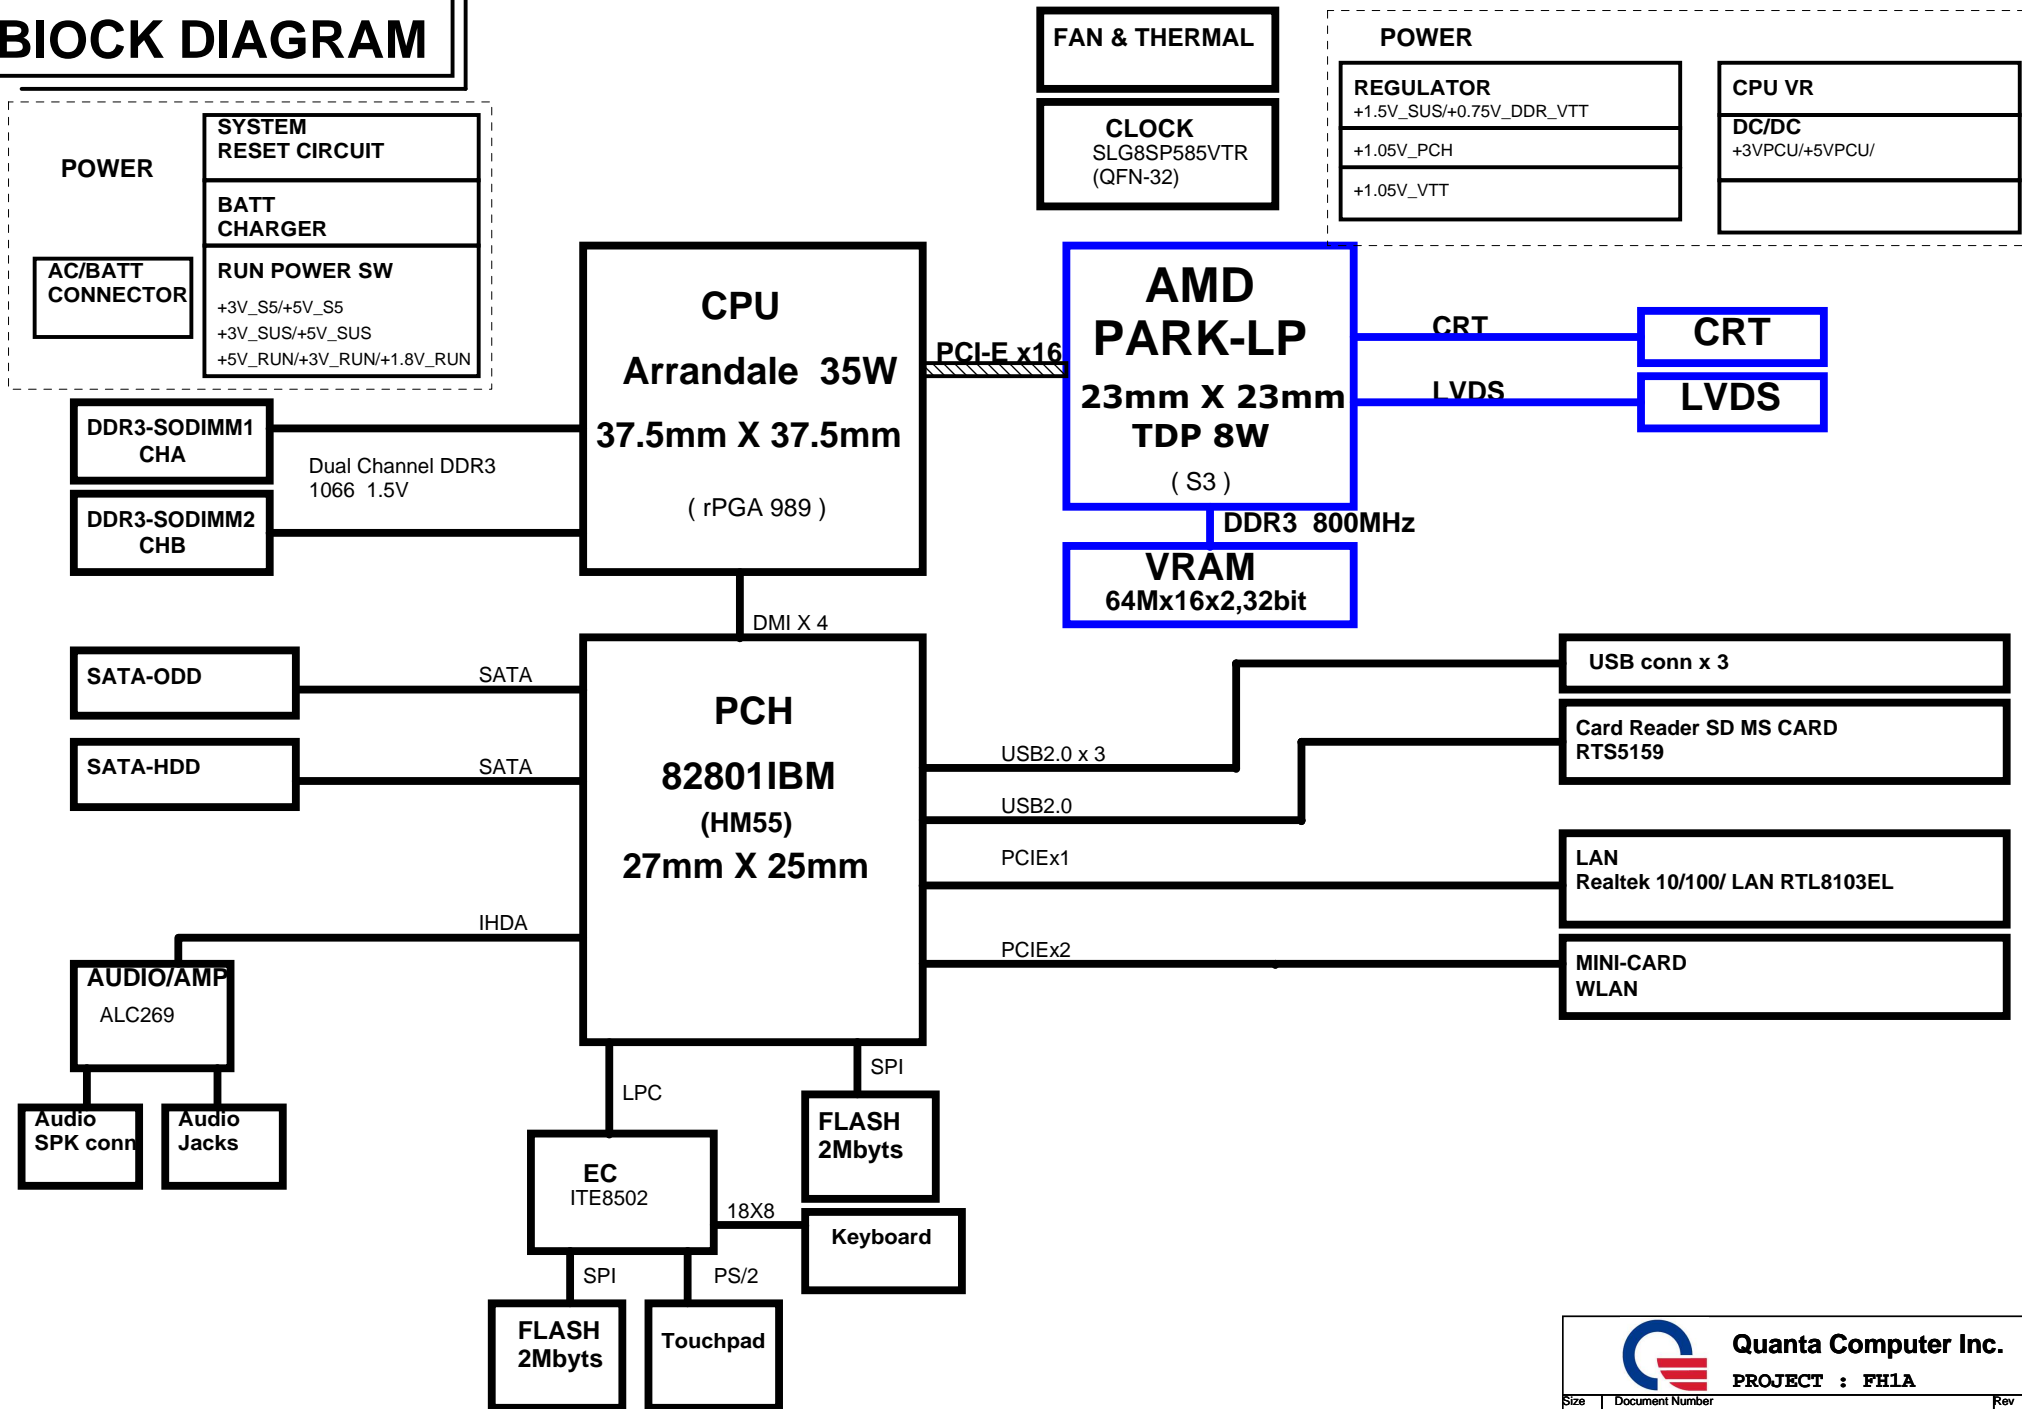 BIOCK DIAGRAM
POWER
SYSTEM
RESET CIRCUIT
BATT
CHARGER
AC/BATT
CONNECTOR
RUN POWER SW
+3V_S5/+5V_S5
+3V_SUS/+5V_SUS
+5V_RUN/+3V_RUN/+1.8V_RUN
FAN & THERMAL
CLOCK
SLG8SP585VTR
(QFN-32)
POWER
REGULATOR
+1.5V_SUS/+0.75V_DDR_VTT
+1.05V_PCH
+1.05V_VTT
CPU VR
DC/DC
+3VPCU/+5VPCU/
DDR3-SODIMM1
CHA
Dual Channel DDR3
1066 1.5V
DDR3-SODIMM2
CHB
CPU
Arrandale 35W
37.5mm X 37.5mm
( rPGA 989 )
PCI-E x16
AMD
PARK-LP
23mm X 23mm
TDP 8W
( S3 )
CRT
CRT
LVDS
LVDS
DDR3 800MHz
VRAM
64Mx16x2,32bit
DMI X 4
SATA-ODD
SATA
SATA-HDD
SATA
PCH
82801IBM
(HM55)
27mm X 25mm
USB2.0 x 3
USB conn x 3
USB2.0
Card Reader SD MS CARD
RTS5159
PCIEx1
LAN
Realtek 10/100/ LAN RTL8103EL
PCIEx2
MINI-CARD
WLAN
IHDA
AUDIO/AMP
ALC269
Audio
SPK conn
Audio
Jacks
LPC
SPI
FLASH
2Mbyts
EC
ITE8502
18X8
Keyboard
SPI
PS/2
FLASH
2Mbyts
Touchpad
Quanta Computer Inc.
PROJECT : FH1A
Size Document Number Rev